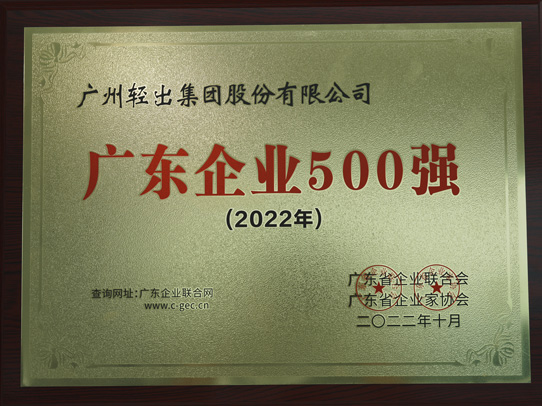 广州轻出集团股份有限公司
广东企业500强
(2022年)
查询网址:广东企业联合网
www.c-gec.cn
广东省企业联合会
广东省企业家协会
二〇二二年十月